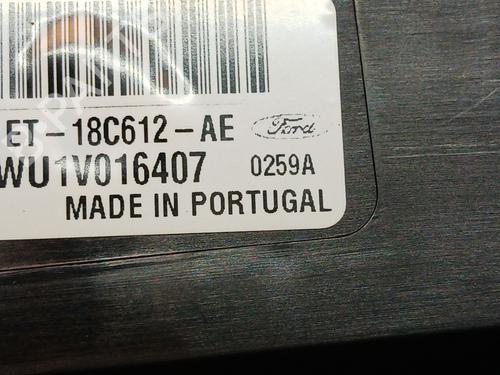 ET-18C612-AE Ford
WU1V016407 0259A
MADE IN PORTUGAL